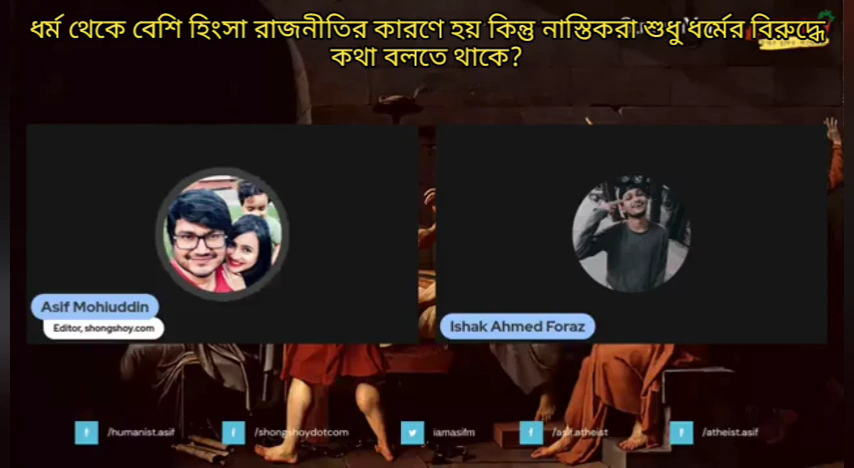 ধর্ম থেকে বেশি হিংসা রাজনীতির কারণে হয় কিন্তু নাস্তিকরা শুধু ধর্মের বিরুদ্ধে
কথা বলতে থাকে?
Asif Mohiuddin
Editor, shongshoy.com
Ishak Ahmed Foraz
/humanist.asif
/shongshoydotcom
iamasifm
/asif.atheist
/atheist.asif